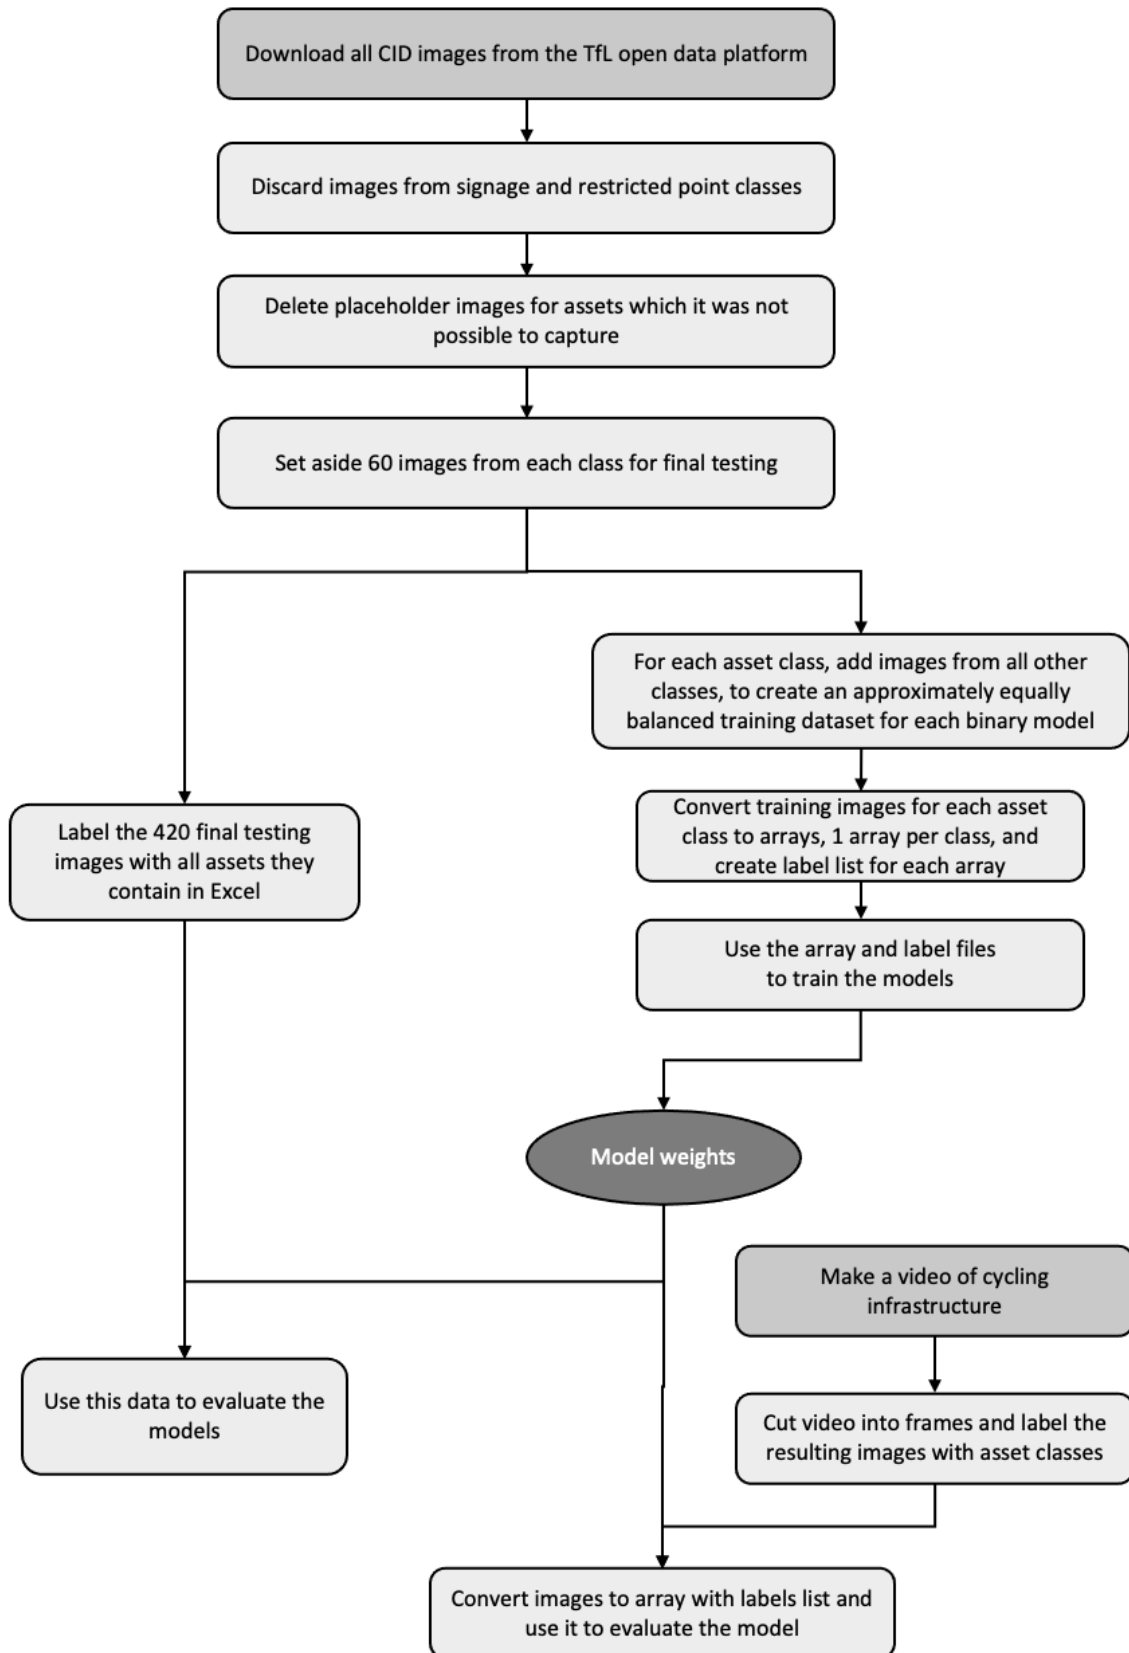 Download all CID images from the TfL open data platform
Discard images from signage and restricted point classes
Delete placeholder images for assets which it was not
possible to capture
Set aside 60 images from each class for final testing
For each asset class, add images from all other
classes, to create an approximately equally
balanced training dataset for each binary model
Convert training images for each asset
class to arrays, 1 array per class, and
create label list for each array
Label the 420 final testing
images with all assets they
contain in Excel
Use the array and label files
to train the models
Model weights
Make a video of cycling
infrastructure
Use this data to evaluate the
models
Cut video into frames and label the
resulting images with asset classes
Convert images to array with labels list and
use it to evaluate the model